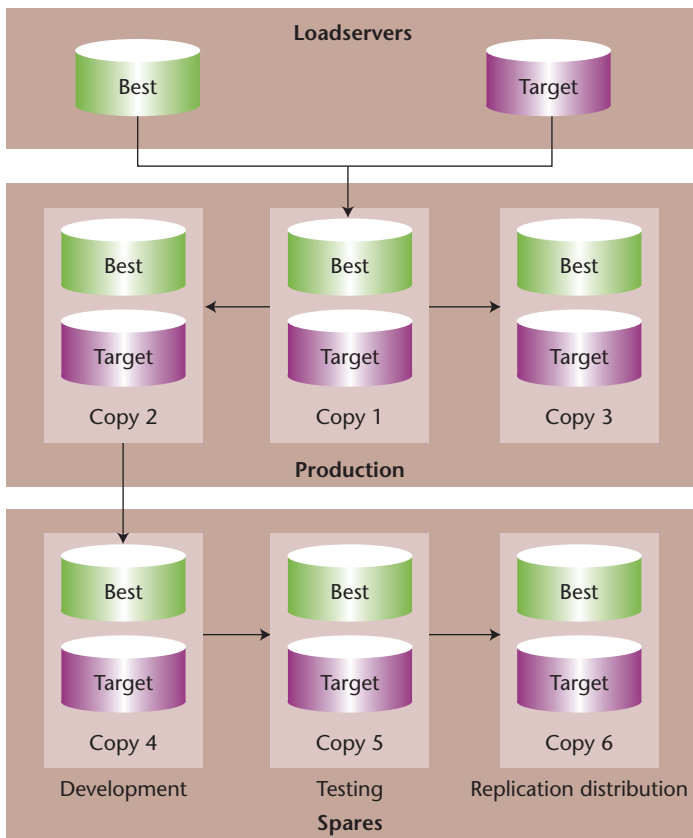 Loadservers
Best
Target
Best
Best
Best
Target
Target
Target
Copy 2
Copy 1
Copy 3
Production
Best
Best
Best
Target
Target
Target
Copy 4
Copy 5
Copy 6
Development
Testing
Replication distribution
Spares